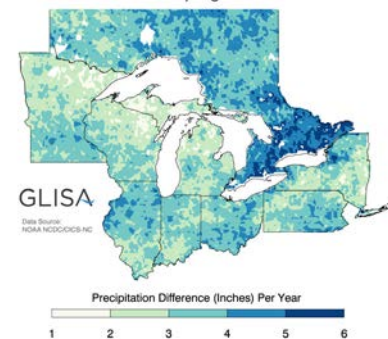 GLISA
Data Source:
NOAA NCDC/CICS-NC
Precipitation Difference (Inches) Per Year
1 2 3 4 5 6